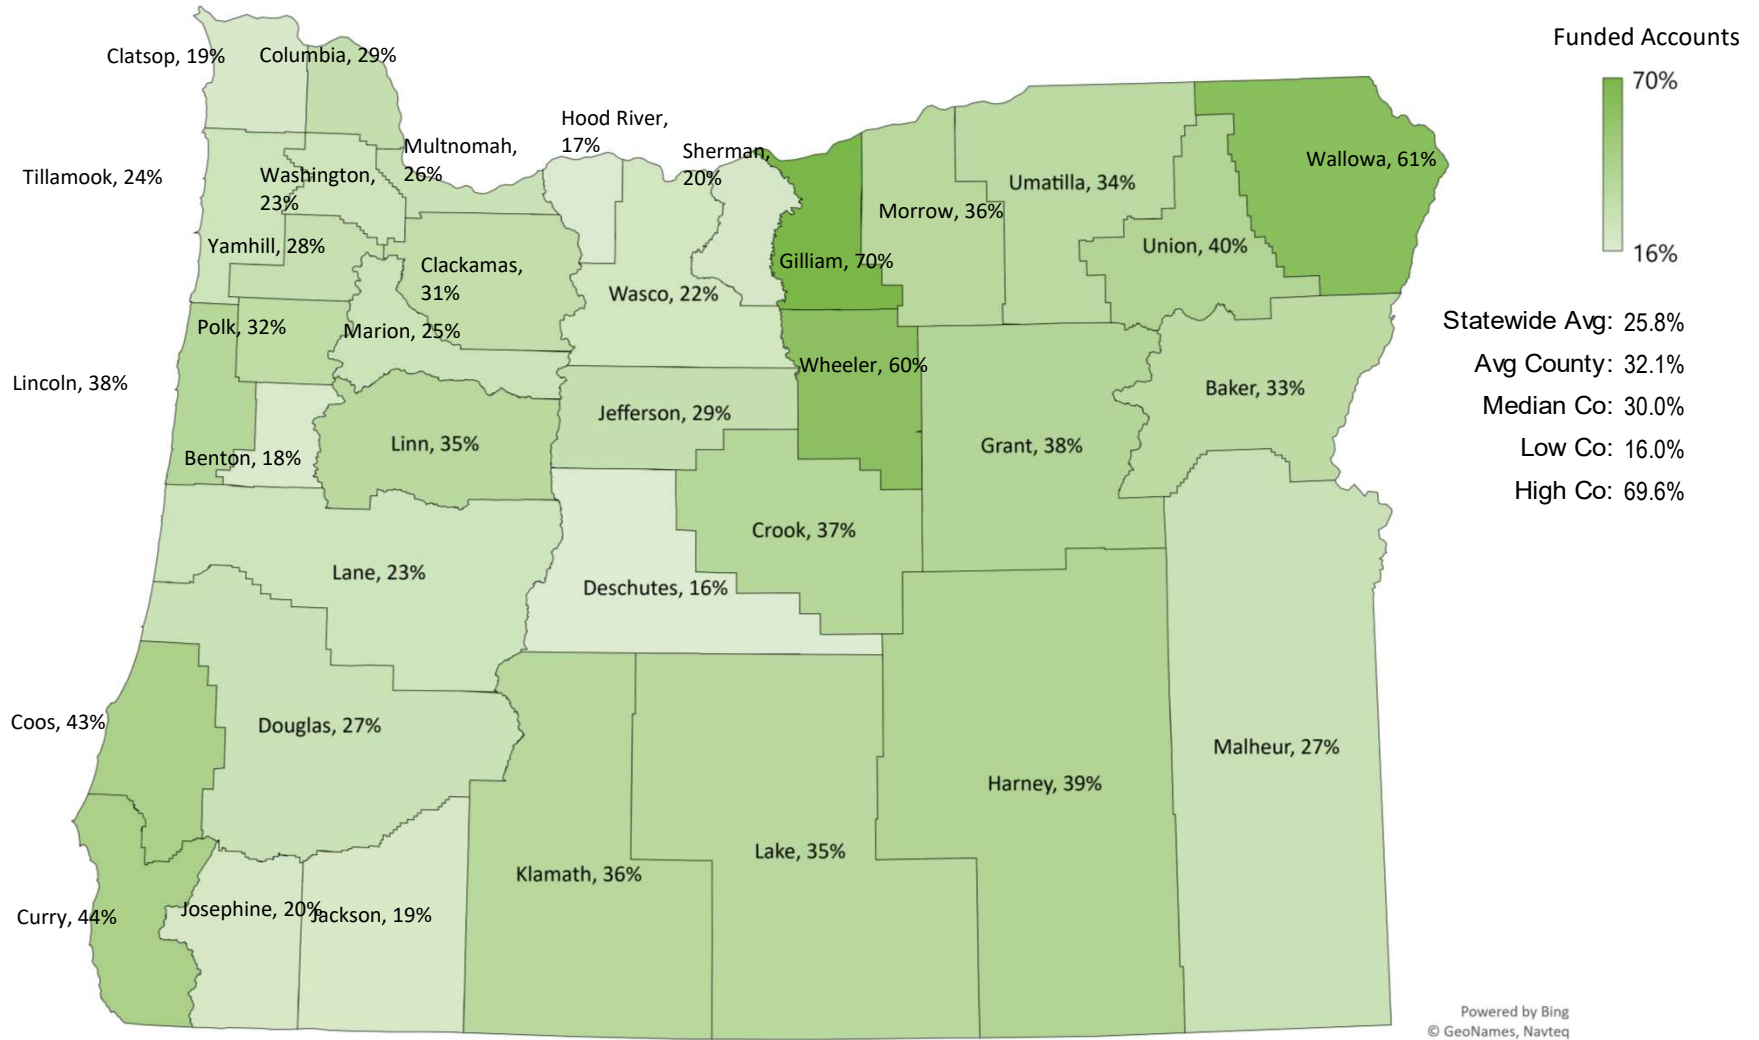 Clatsop, 19%
Columbia, 29%
Funded Accounts
70%
16%
Hood River,
17%
Multnomah,
26%
Sherman,
20%
Wallowa, 61%
Tillamook, 24%
Washington,
23%
Umatilla, 34%
Morrow, 36%
Yamhill, 28%
Union, 40%
Clackamas,
31%
Gilliam, 70%
Wasco, 22%
Polk, 32%
Marion, 25%
Statewide Avg: 25.8%
Avg County: 32.1%
Median Co: 30.0%
Low Co: 16.0%
High Co: 69.6%
Wheeler, 60%
Lincoln, 38%
Baker, 33%
Jefferson, 29%
Linn, 35%
Grant, 38%
Benton, 18%
Crook, 37%
Lane, 23%
Deschutes, 16%
Coos, 43%
Douglas, 27%
Malheur, 27%
Harney, 39%
Lake, 35%
Klamath, 36%
Curry, 44%
Josephine, 20%
Jackson, 19%
Powered by Bing
© GeoNames, Navteq